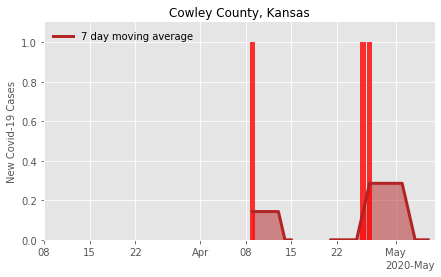 Cowley County, Kansas
7 day moving average
New Covid-19 Cases
1.0
0.8
0.6
0.4
0.2
0.0
08 15 22 Apr 08 15 22 May
2020-May